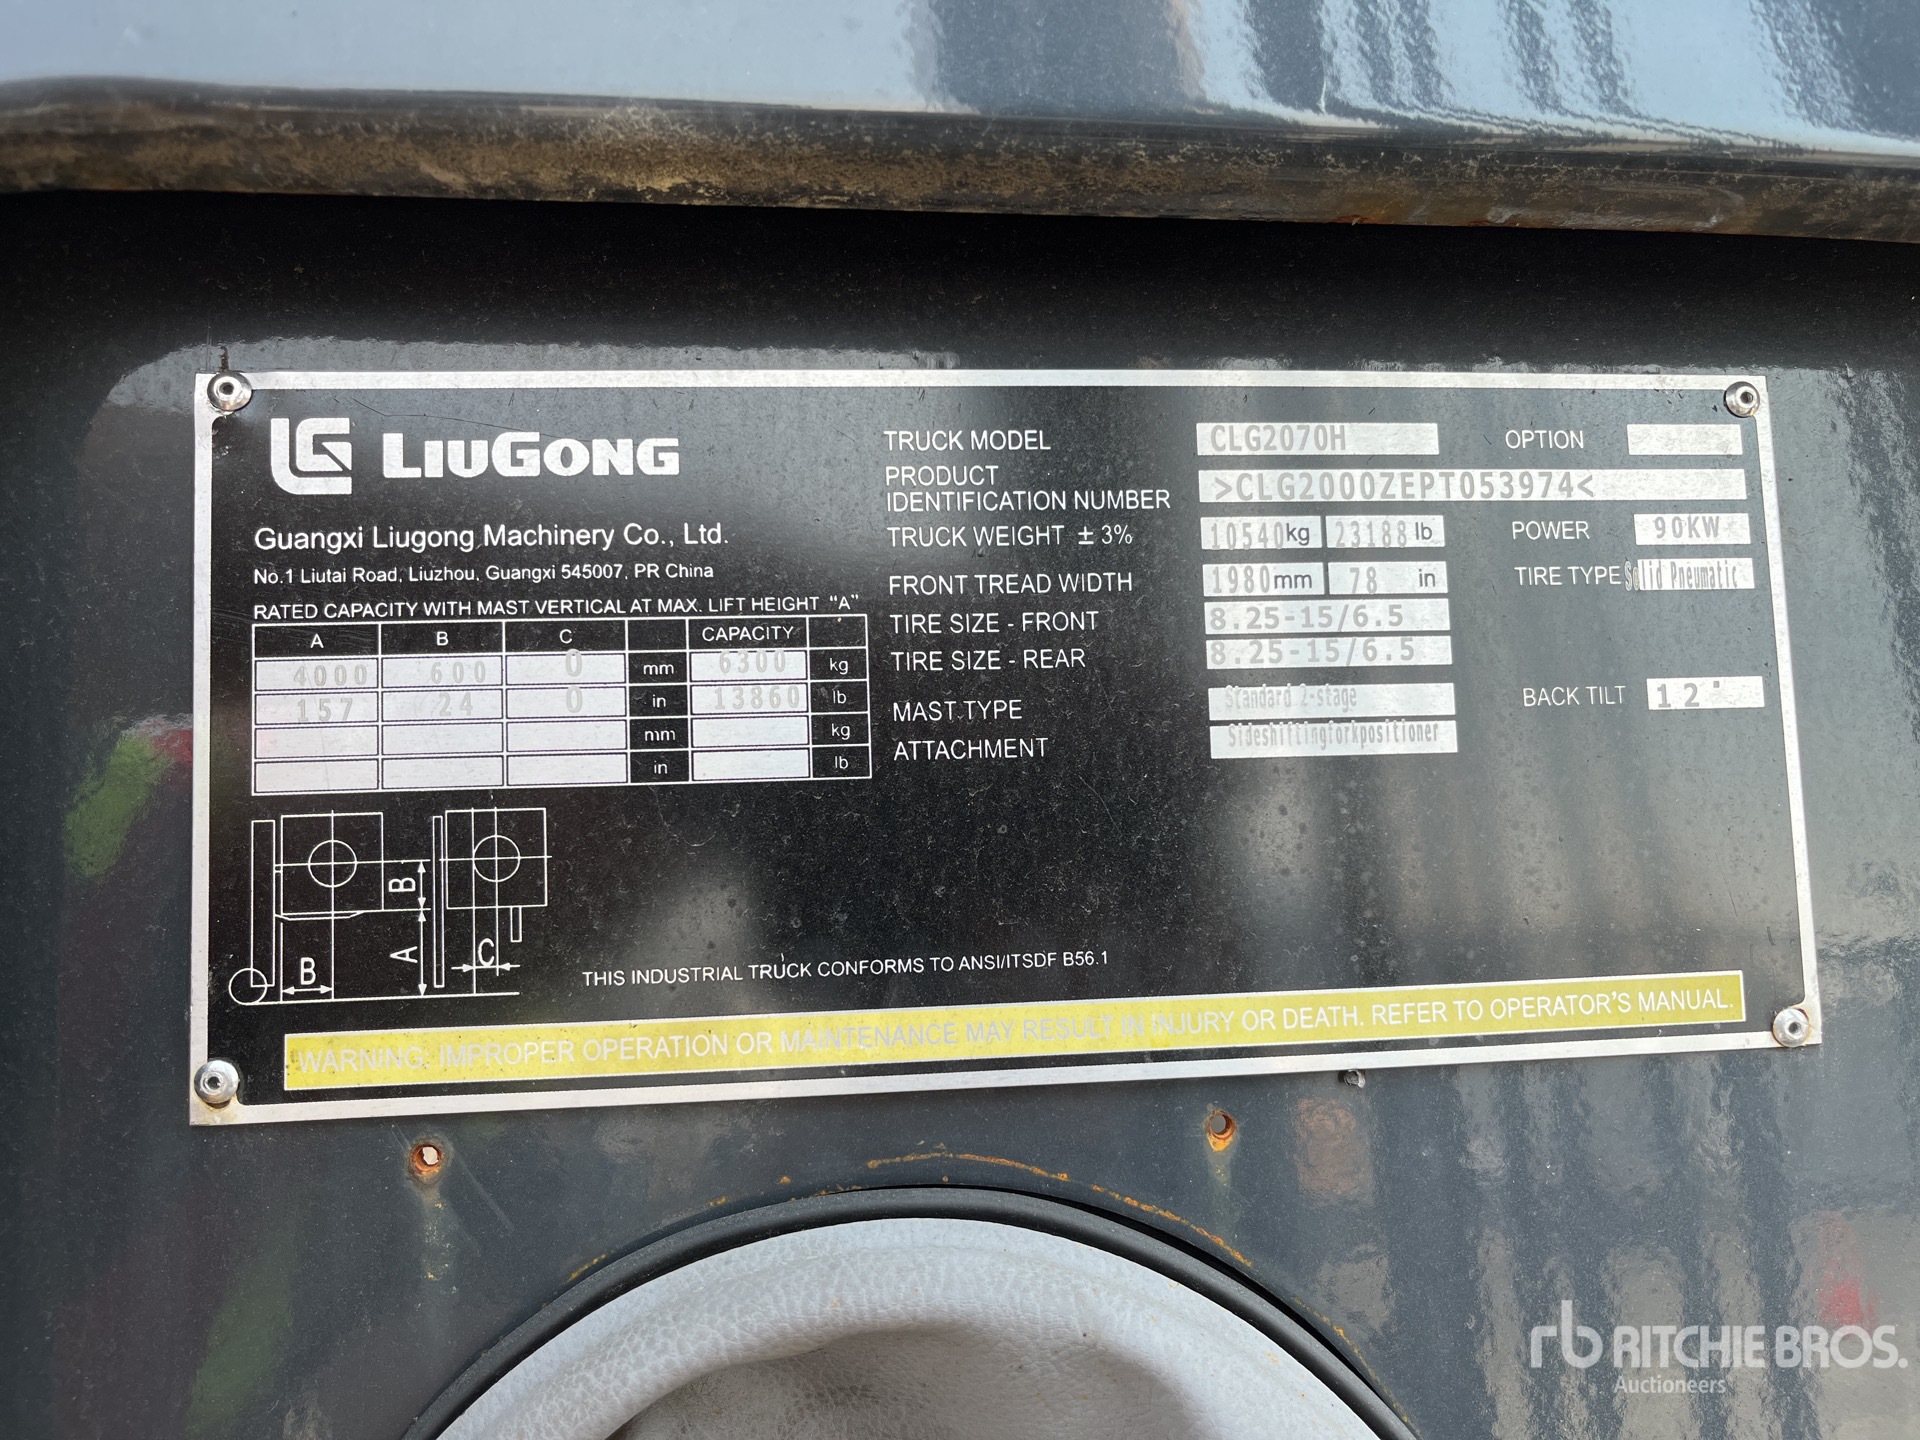 LG LIUGONG
Guangxi Liugong Machinery Co., Ltd.
No.1 Liutai Road, Liuzhou, Guangxi 545007, PR China
RATED CAPACITY WITH MAST VERTICAL AT MAX. LIFT HEIGHT "A"
A B C CAPACITY
4000 600 0 mm 6300 kg
157 24 0 in 13860 lb
mm kg
in lb
B A B C
TRUCK MODEL CLG2070H OPTION
PRODUCT
IDENTIFICATION NUMBER >CLG2000ZEPT053974<
TRUCK WEIGHT ± 3% 10540kg 23188 lb POWER 90KW
FRONT TREAD WIDTH 1980mm 78 in TIRE TYPE Solid Pneumatic
TIRE SIZE - FRONT 8.25-15/6.5
TIRE SIZE - REAR 8.25-15/6.5
MAST TYPE Standard 2-stage BACK TILT 12°
ATTACHMENT Sideshiftingforkpositioner
THIS INDUSTRIAL TRUCK CONFORMS TO ANSI/ITSDF B56.1
WARNING: IMPROPER OPERATION OR MAINTENANCE MAY RESULT IN INJURY OR DEATH. REFER TO OPERATOR'S MANUAL.
rb RITCHIE BROS.
Auctioneers